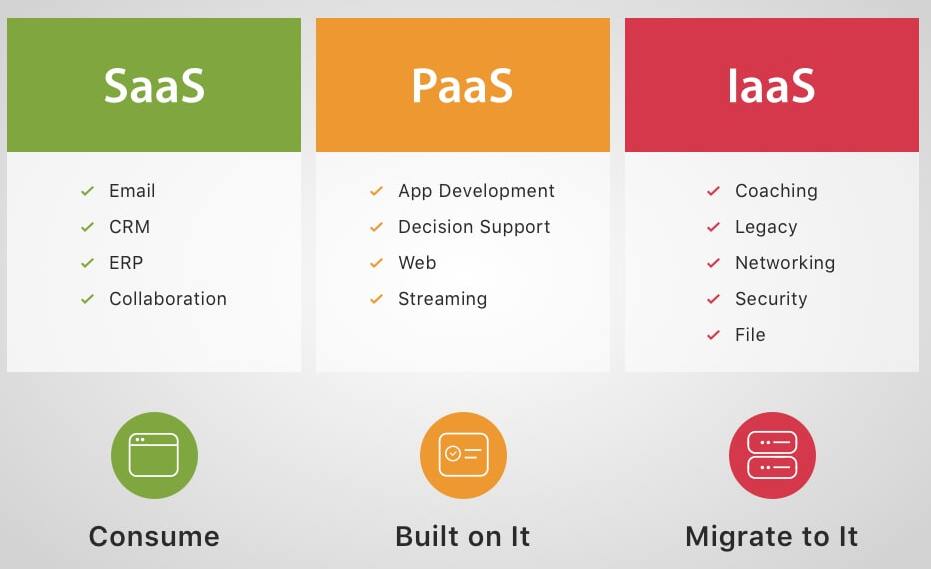 SaaS
Email
CRM
ERP
Collaboration
Consume
PaaS
App Development
Decision Support
Web
Streaming
Built on It
IaaS
Coaching
Legacy
Networking
Security
File
Migrate to It